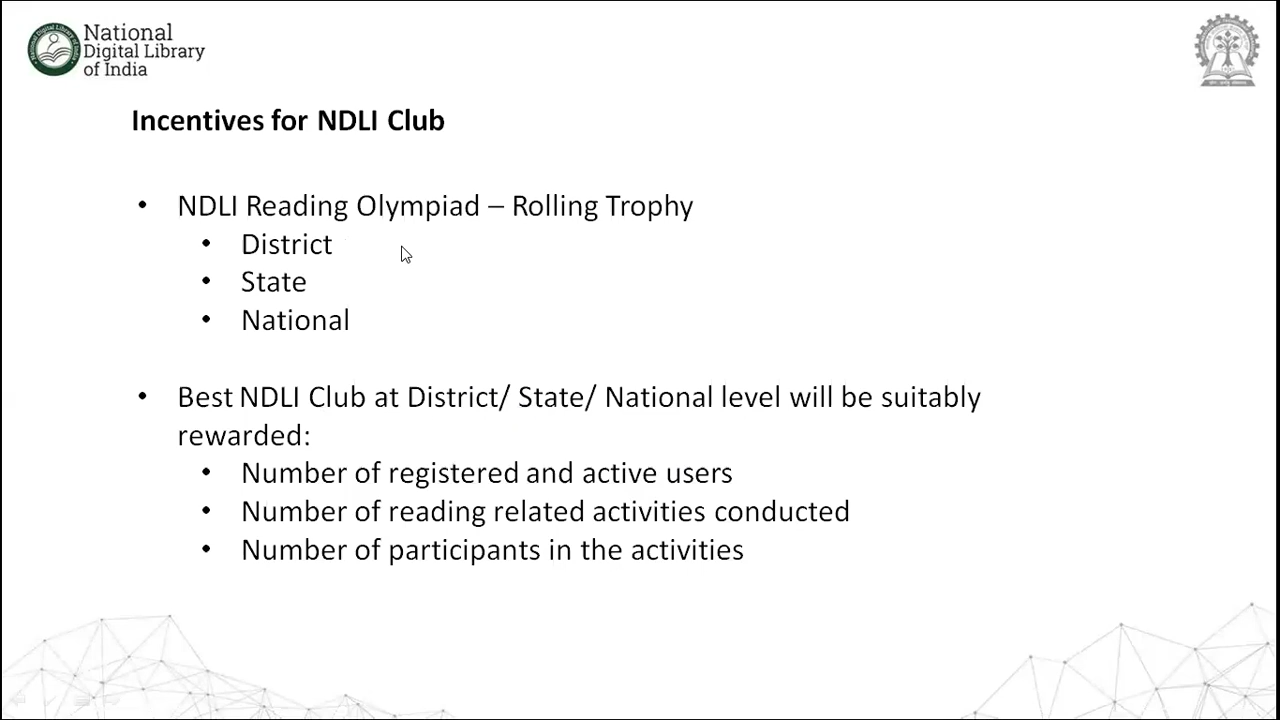 National
Digital Library
of India
Incentives for NDLI Club
• NDLI Reading Olympiad – Rolling Trophy
• District
• State
• National
• Best NDLI Club at District/ State/ National level will be suitably
rewarded:
• Number of registered and active users
• Number of reading related activities conducted
• Number of participants in the activities